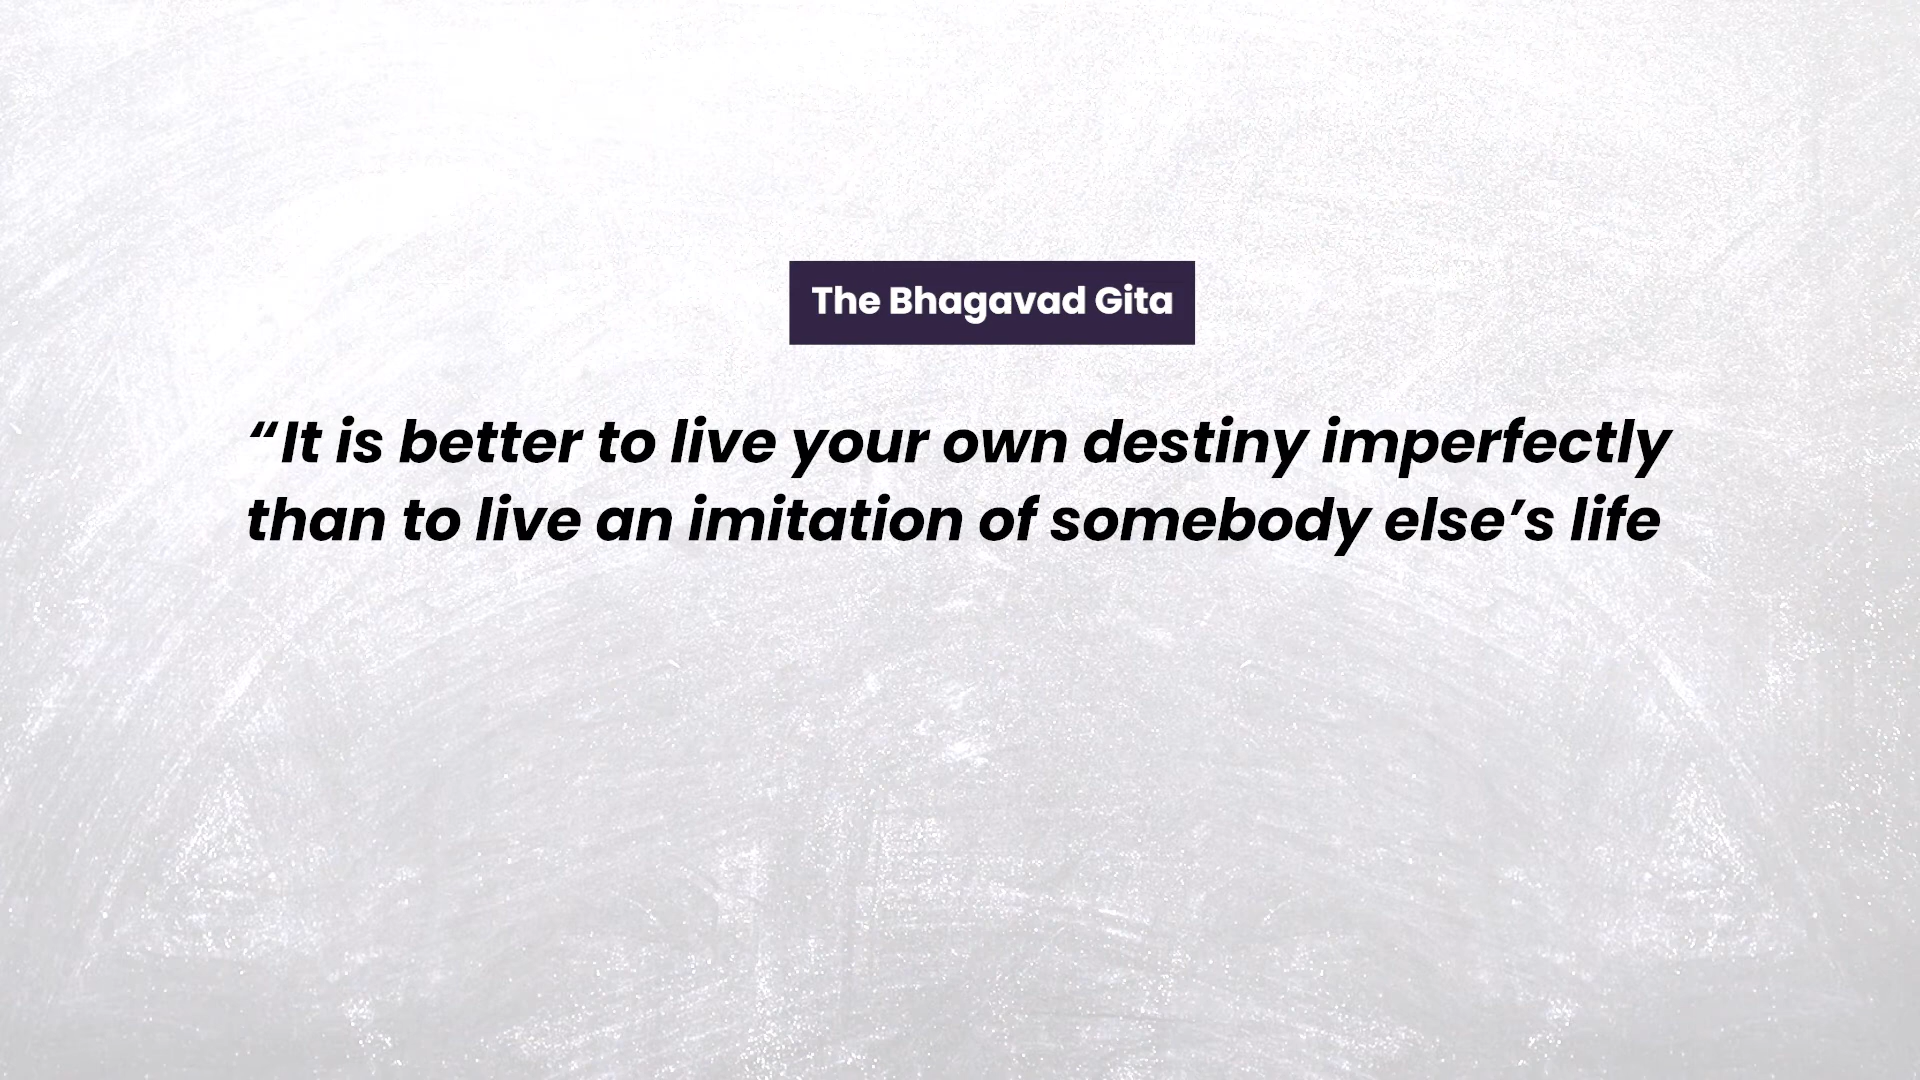 The Bhagavad Gita
“It is better to live your own destiny imperfectly
than to live an imitation of somebody else’s life